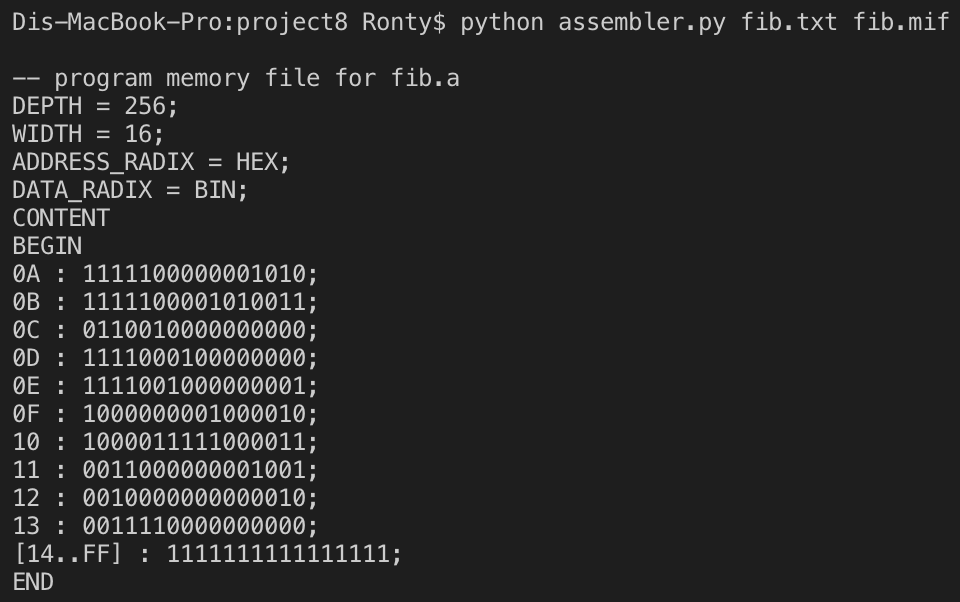 Dis-MacBook-Pro:project8 Ronty$ python assembler.py fib.txt fib.mif
-- program memory file for fib.a
DEPTH = 256;
WIDTH = 16;
ADDRESS_RADIX = HEX;
DATA_RADIX = BIN;
CONTENT
BEGIN
0A : 1111100000001010;
0B : 1111100001010011;
0C : 0110010000000000;
0D : 1111000100000000;
0E : 1111001000000001;
0F : 1000000001000010;
10 : 1000011111000011;
11 : 0011000000001001;
12 : 0010000000000010;
13 : 0011110000000000;
[14..FF] : 1111111111111111;
END